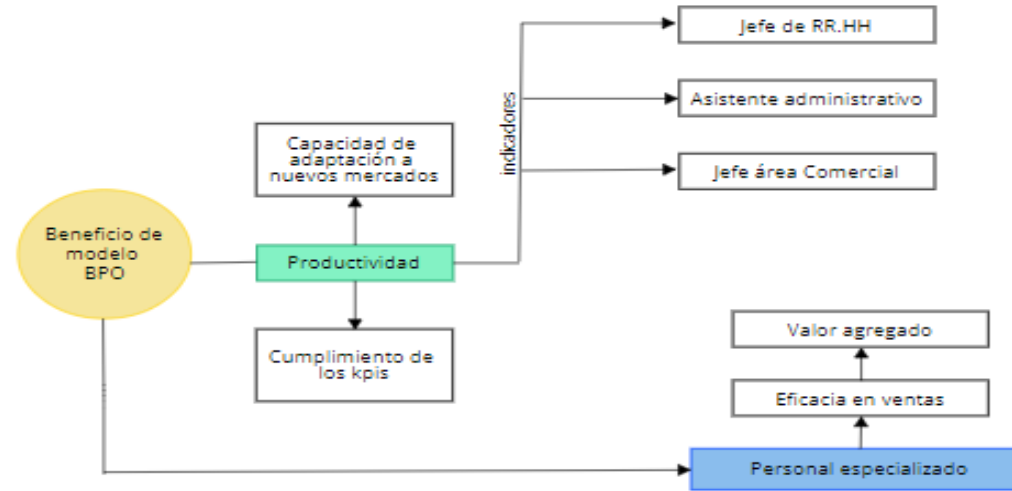 Jefe de RR.HH
Asistente administrativo
indicadores
Jefe área Comercial
Capacidad de
adaptación a
nuevos mercados
Beneficio de
modelo
BPO
Productividad
Cumplimiento de
los kpis
Valor agregado
Eficacia en ventas
Personal especializado